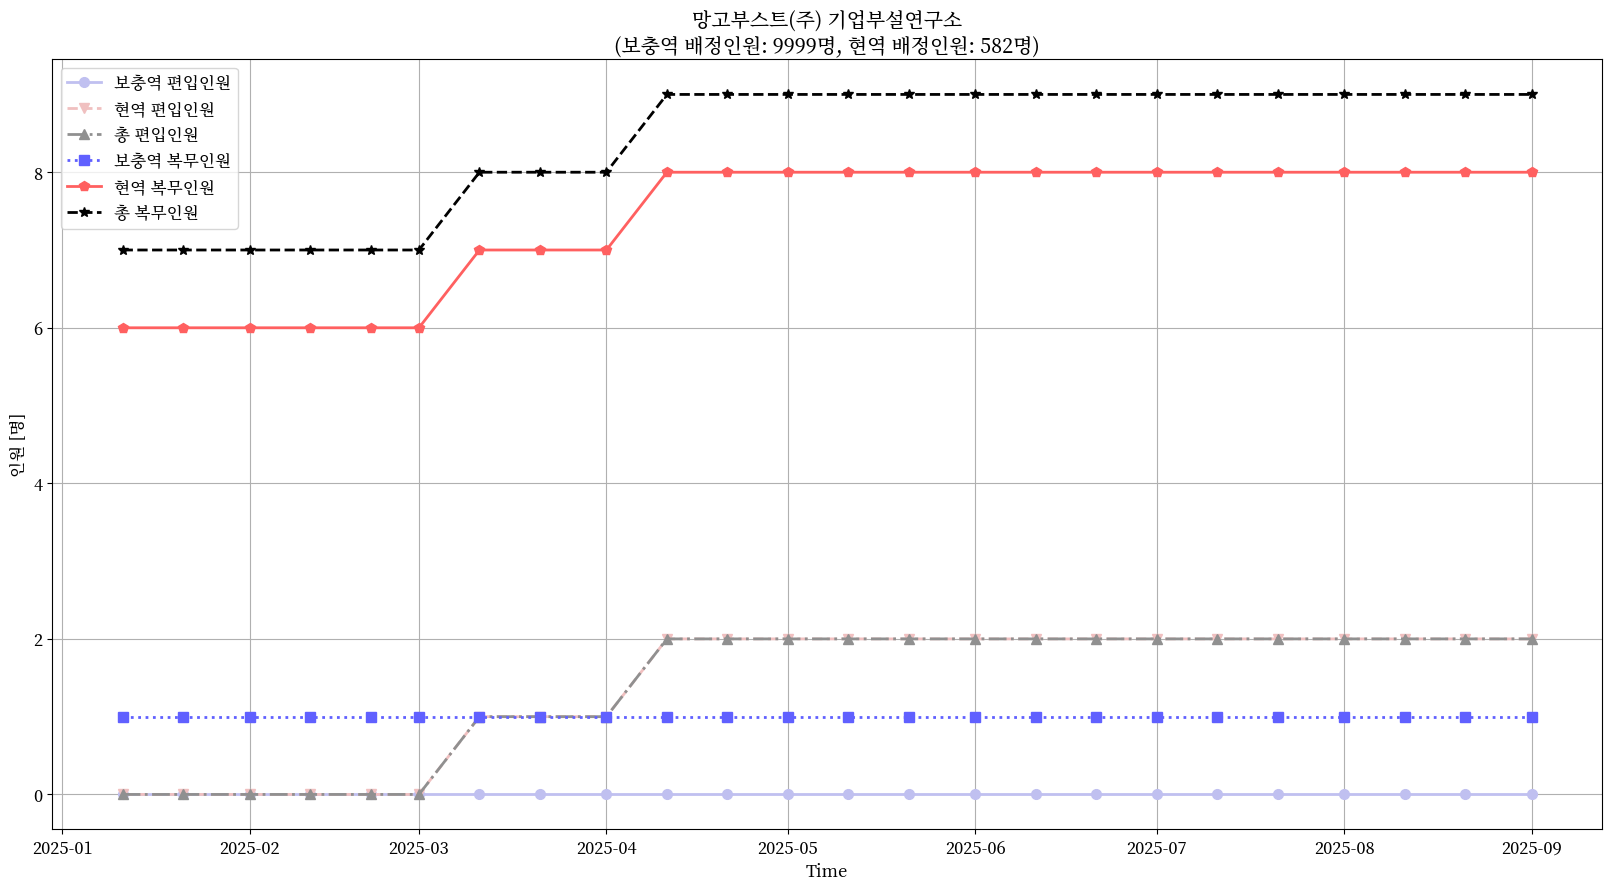 망고부스트(주) 기업부설연구소
(보충역 배정인원: 9999명, 현역 배정인원: 582명)
보충역 편입인원
현역 편입인원
총 편입인원
보충역 복무인원
현역 복무인원
총 복무인원
인원 [명]
8
6
4
2
0
2025-01 2025-02 2025-03 2025-04 2025-05 2025-06 2025-07 2025-08 2025-09
Time